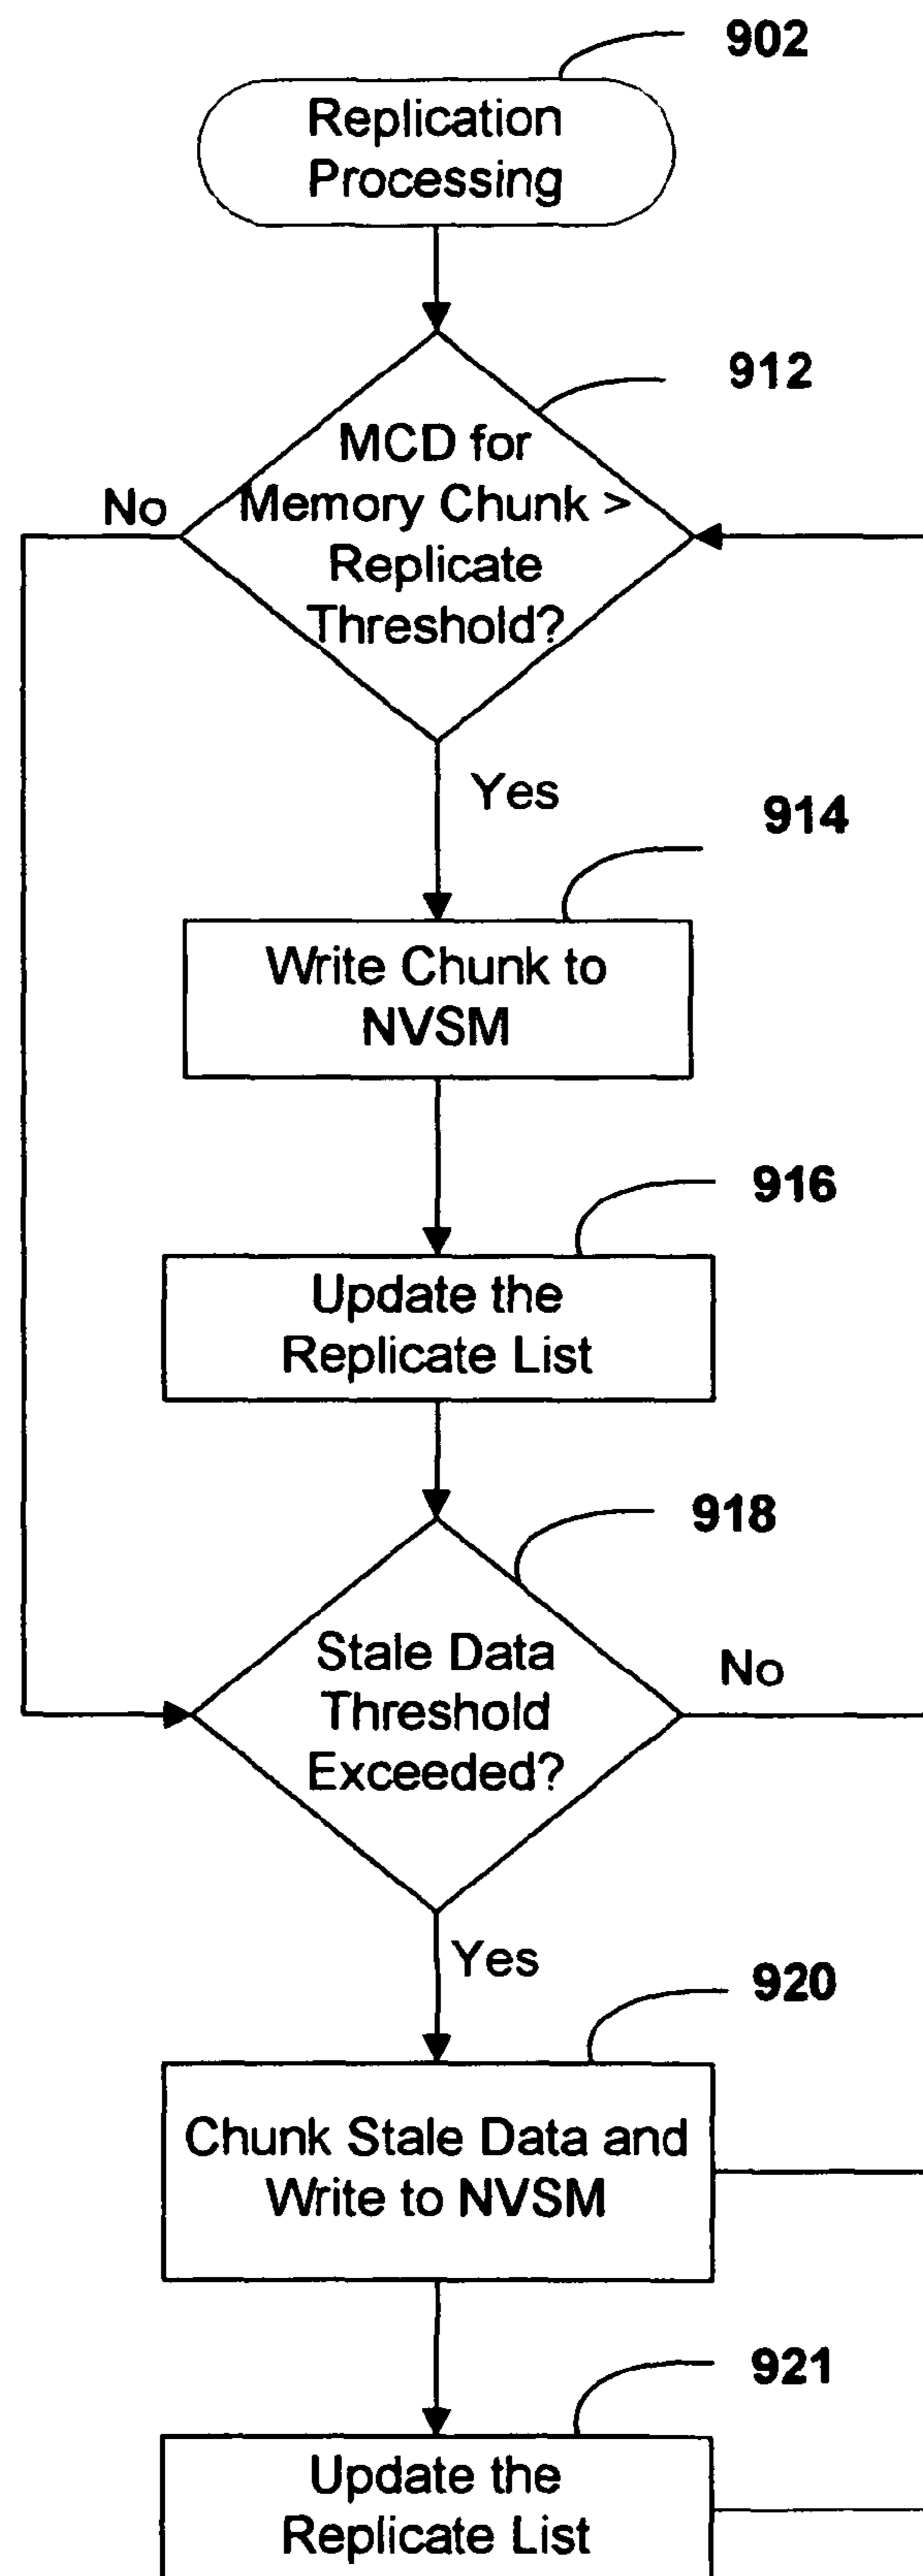 902
Replication
Processing
912
MCD for
Memory Chunk >
Replicate
Threshold?
No
Yes
914
Write Chunk to
NVSM
916
Update the
Replicate List
918
Stale Data
Threshold
Exceeded?
No
Yes
920
Chunk Stale Data and
Write to NVSM
921
Update the
Replicate List